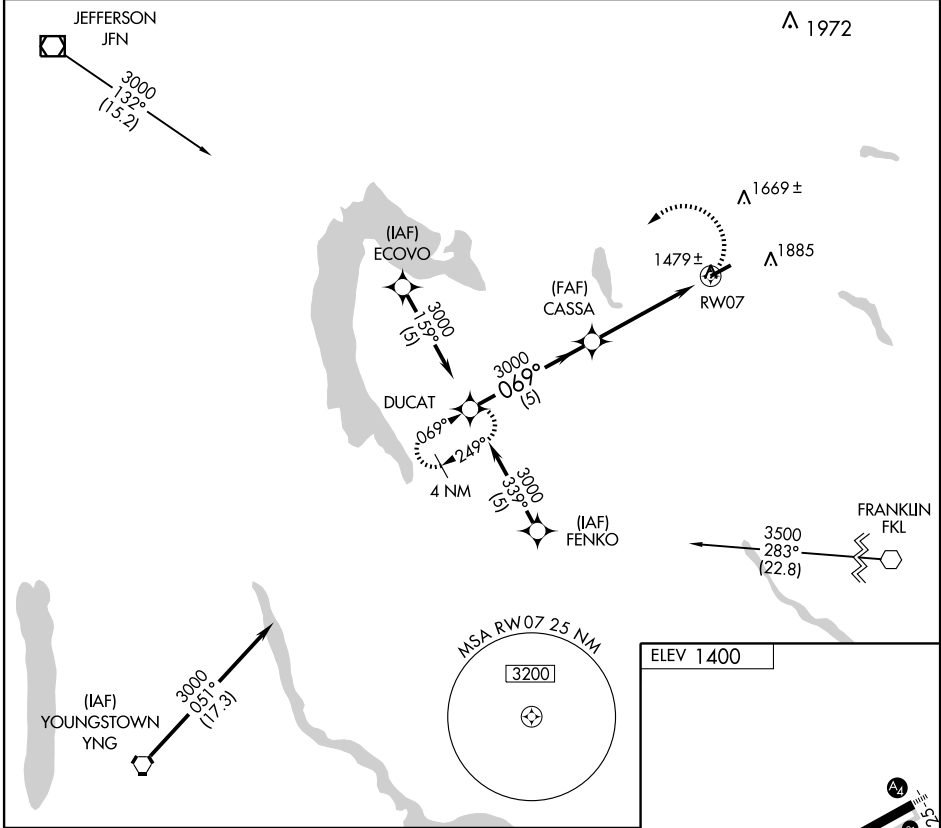 JEFFERSON
JFN
3000
132°
(15.2)
1972
1669 ±
1885
1479 ±
RW07
(IAF)
ECOVO
3000
159°
(5)
(FAF)
CASSA
DUCAT
3000
069°
(5)
069°
249°
4 NM
3000
339°
(5)
(IAF)
FENKO
FRANKLIN
FKL
3500
283°
(22.8)
(IAF)
YOUNGSTOWN
YNG
3000
051°
(17.3)
MSA RW07 25 NM
3200
ELEV 1400
A4